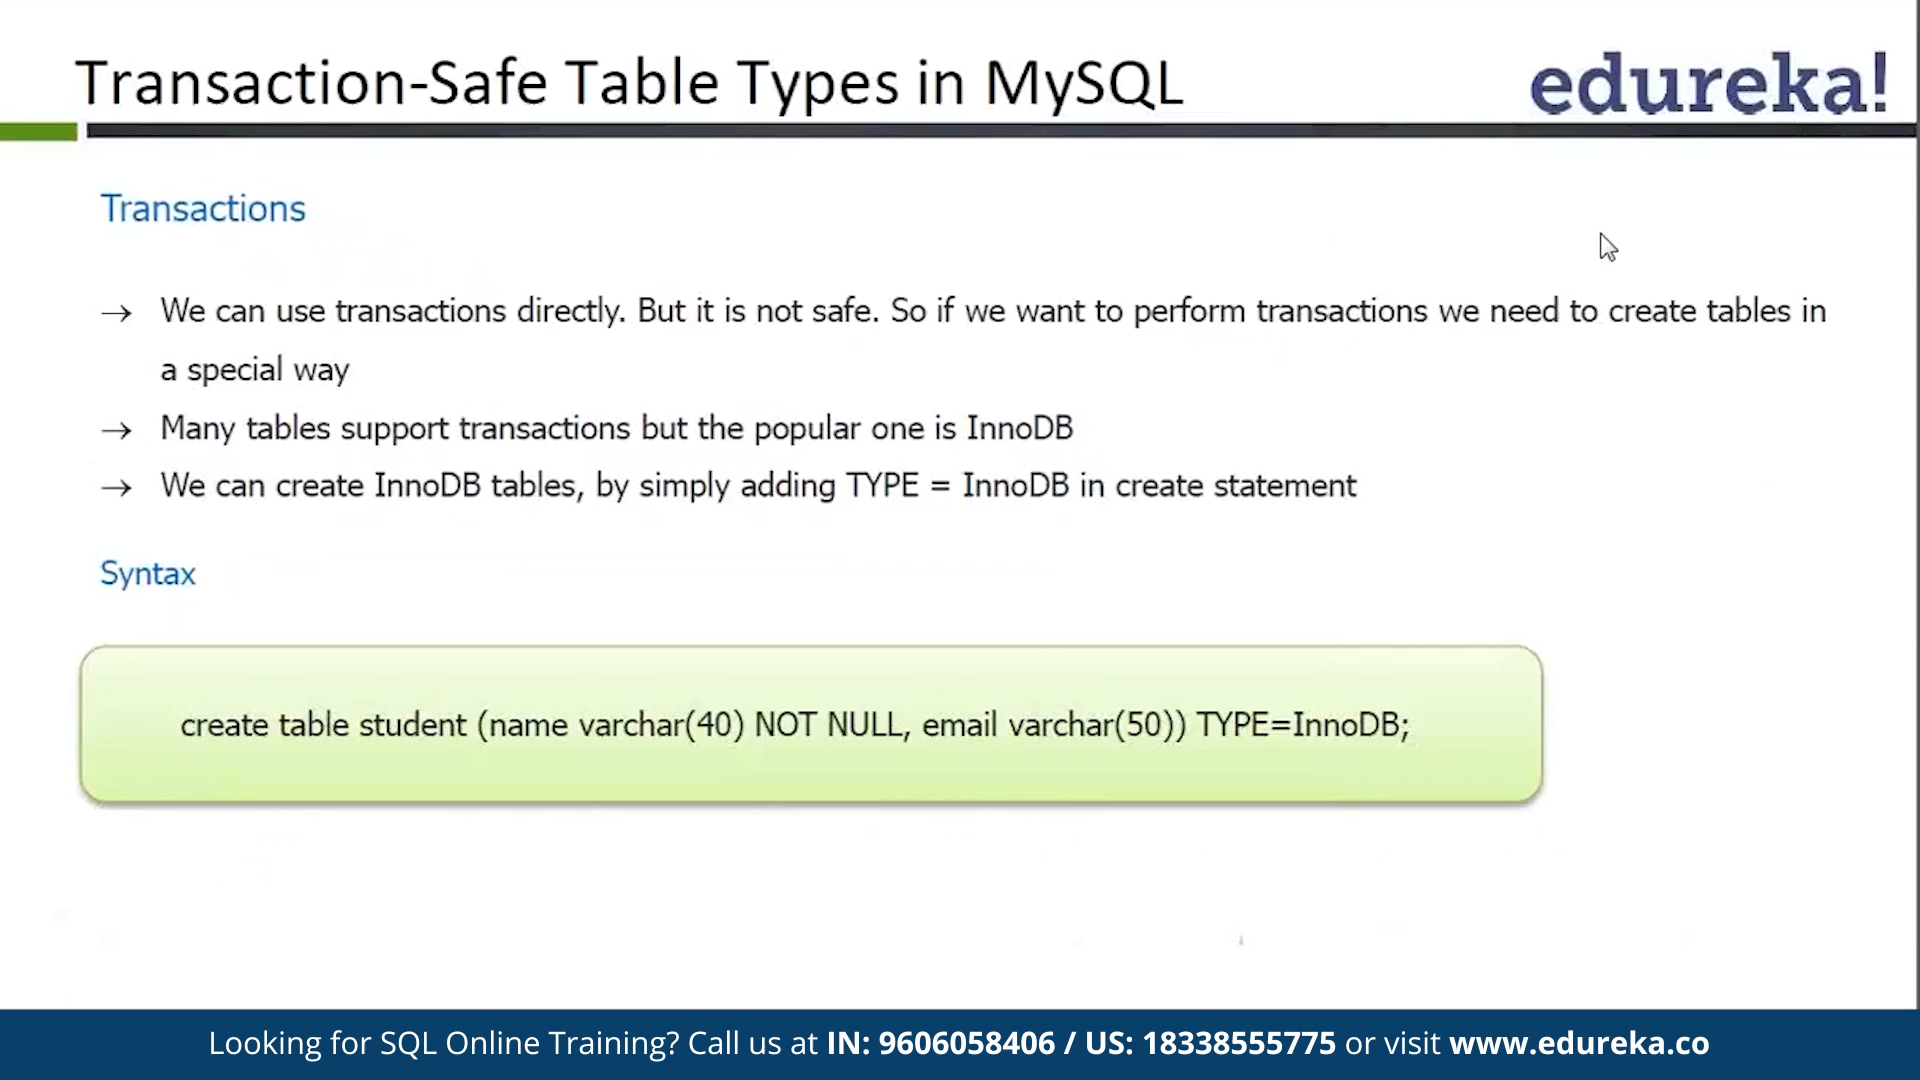 Transaction-Safe Table Types in MySQL
edureka!
Transactions
→ We can use transactions directly. But it is not safe. So if we want to perform transactions we need to create tables in
a special way
→ Many tables support transactions but the popular one is InnoDB
→ We can create InnoDB tables, by simply adding TYPE = InnoDB in create statement
Syntax
create table student (name varchar(40) NOT NULL, email varchar(50)) TYPE=InnoDB;
Looking for SQL Online Training? Call us at IN: 9606058406 / US: 18338555775 or visit www.edureka.co